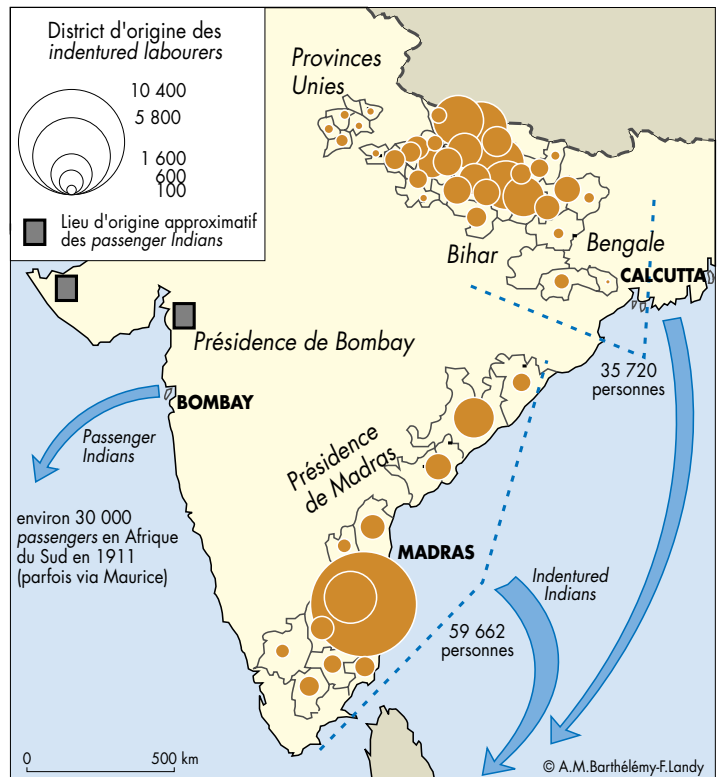 District d'origine des
indentured labourers
10 400
5 800
1 600
600
100
Lieu d'origine approximatif
des passenger Indians
Provinces
Unies
Bihar
Bengale
CALCUTTA
Présidence de Bombay
35 720
personnes
BOMBAY
Passenger
Indians
Présidence
de Madras
environ 30 000
passengers en Afrique
du Sud en 1911
(parfois via Maurice)
MADRAS
Indentured
Indians
59 662
personnes
0 500 km
© A.M.Barthélémy-F.Landy